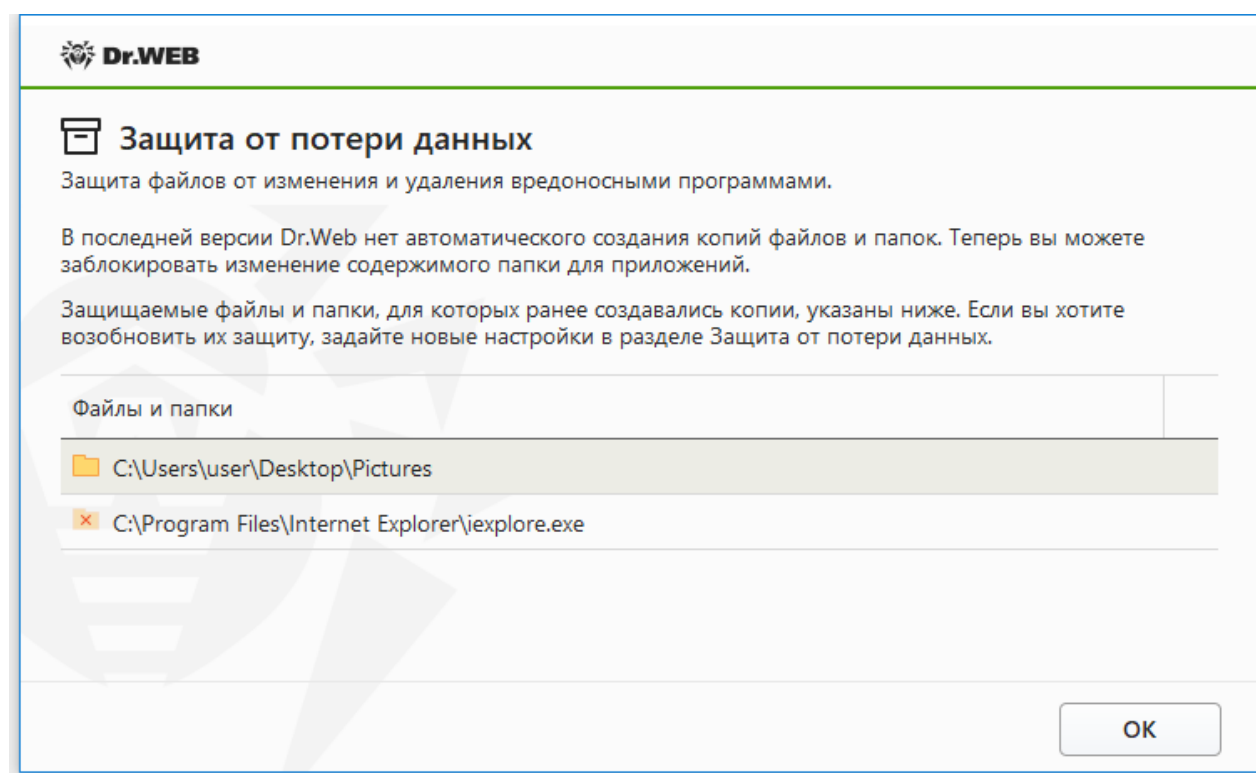 Dr.WEB
Защита от потери данных
Защита файлов от изменения и удаления вредоносными программами.
В последней версии Dr.Web нет автоматического создания копий файлов и папок. Теперь вы можете
заблокировать изменение содержимого папки для приложений.
Защищаемые файлы и папки, для которых ранее создавались копии, указаны ниже. Если вы хотите
возобновить их защиту, задайте новые настройки в разделе Защита от потери данных.
Файлы и папки
C:\Users\user\Desktop\Pictures
C:\Program Files\Internet Explorer\iexplore.exe
ОК